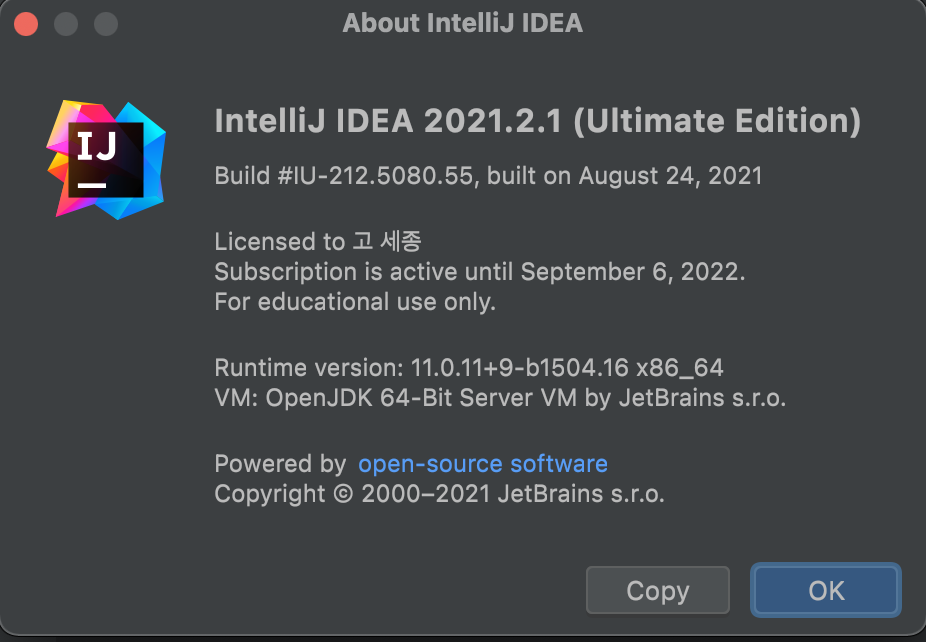 About IntelliJ IDEA
IJ
IntelliJ IDEA 2021.2.1 (Ultimate Edition)
Build #IU-212.5080.55, built on August 24, 2021
Licensed to 고 세종
Subscription is active until September 6, 2022.
For educational use only.
Runtime version: 11.0.11+9-b1504.16 x86_64
VM: OpenJDK 64-Bit Server VM by JetBrains s.r.o.
Powered by open-source software
Copyright © 2000–2021 JetBrains s.r.o.
Copy
OK